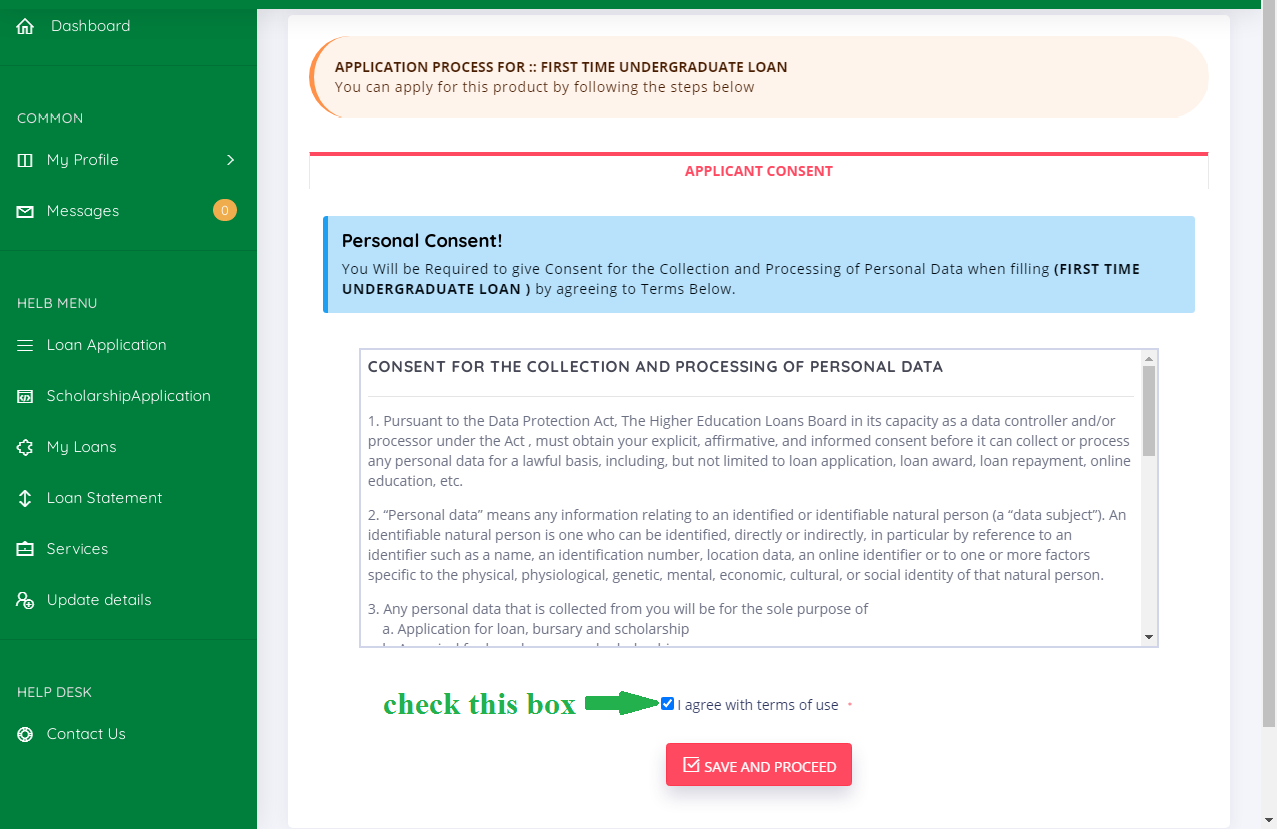 Dashboard
COMMON
My Profile
Messages
0
HELB MENU
Loan Application
ScholarshipApplication
My Loans
Loan Statement
Services
Update details
HELP DESK
Contact Us
APPLICATION PROCESS FOR :: FIRST TIME UNDERGRADUATE LOAN
You can apply for this product by following the steps below
APPLICANT CONSENT
Personal Consent!
You Will be Required to give Consent for the Collection and Processing of Personal Data when filling (FIRST TIME
UNDERGRADUATE LOAN ) by agreeing to Terms Below.
CONSENT FOR THE COLLECTION AND PROCESSING OF PERSONAL DATA
1. Pursuant to the Data Protection Act, The Higher Education Loans Board in its capacity as a data controller and/or
processor under the Act , must obtain your explicit, affirmative, and informed consent before it can collect or process
any personal data for a lawful basis, including, but not limited to loan application, loan award, loan repayment, online
education, etc.
2. “Personal data” means any information relating to an identified or identifiable natural person (a “data subject”). An
identifiable natural person is one who can be identified, directly or indirectly, in particular by reference to an
identifier such as a name, an identification number, location data, an online identifier or to one or more factors
specific to the physical, physiological, genetic, mental, economic, cultural, or social identity of that natural person.
3. Any personal data that is collected from you will be for the sole purpose of
a. Application for loan, bursary and scholarship
check this box
I agree with terms of use *
SAVE AND PROCEED